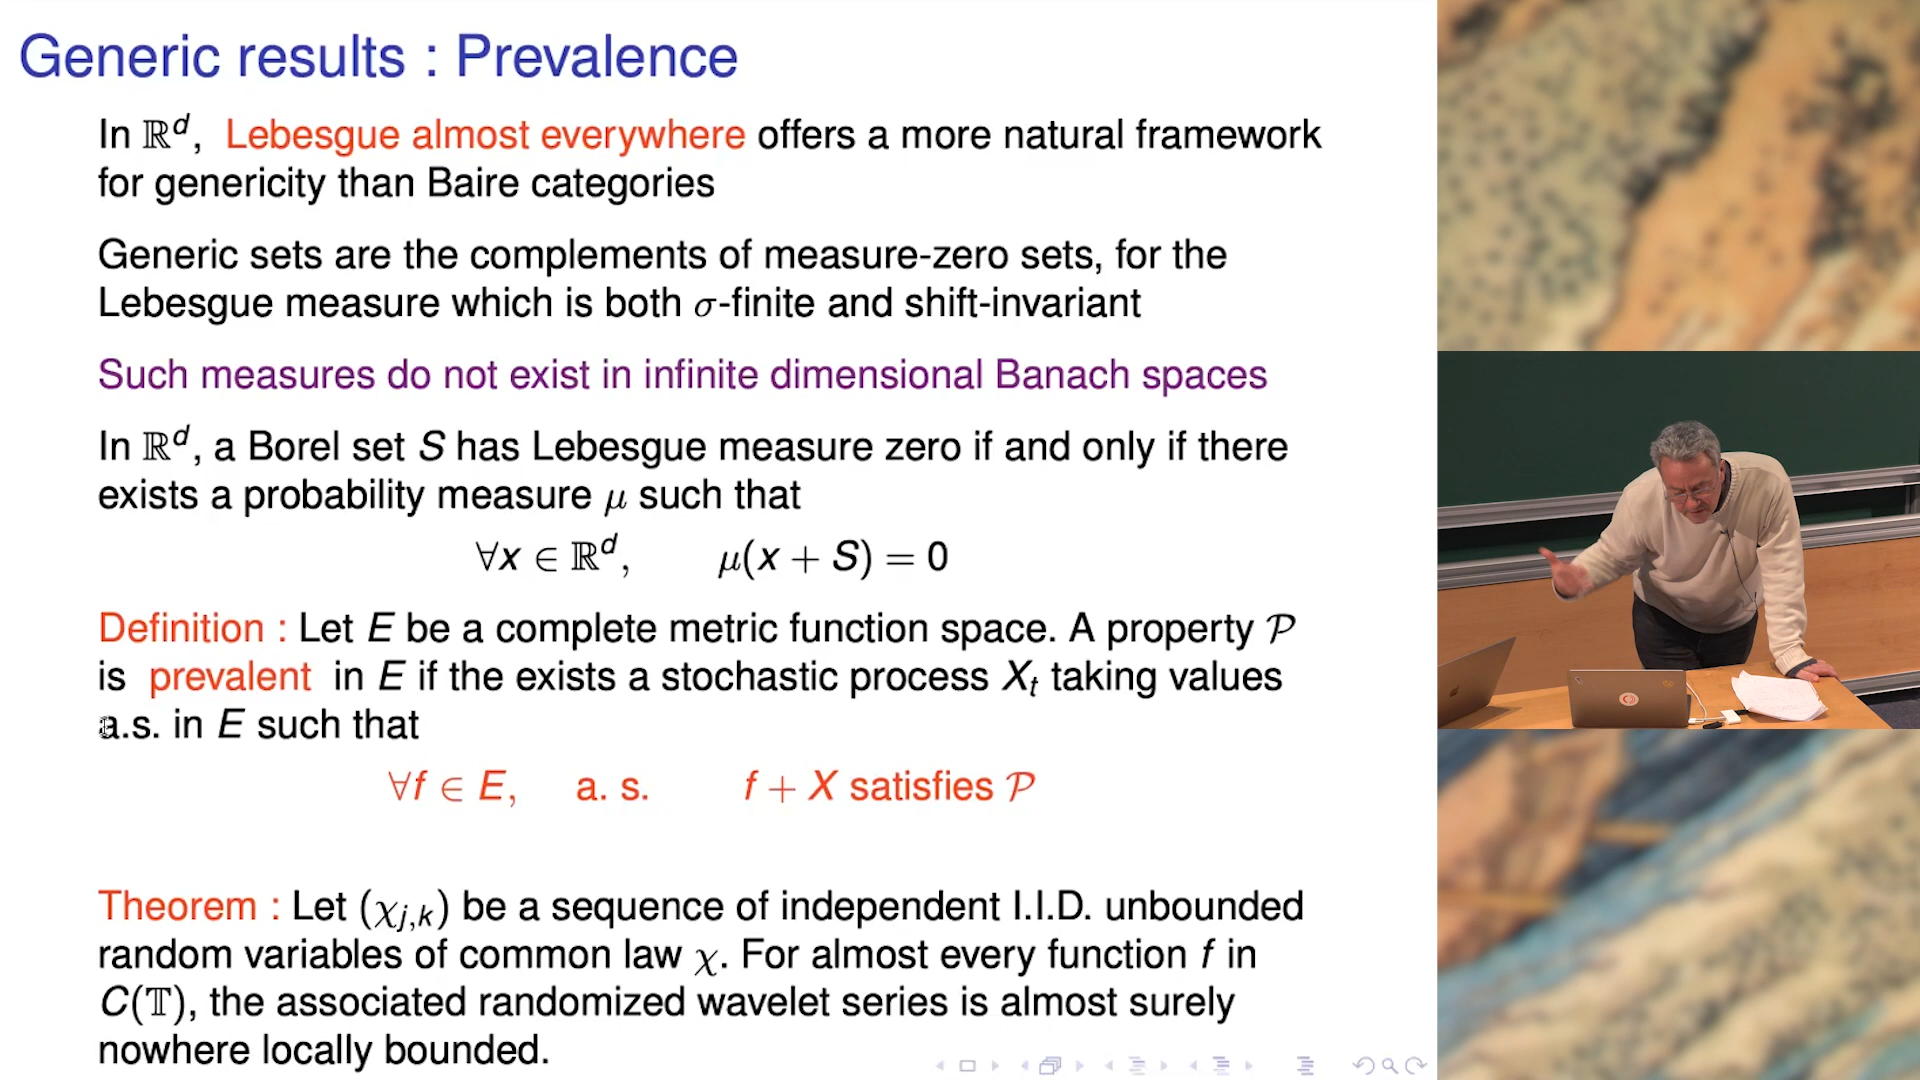 Generic results : Prevalence
In ℝᵈ, Lebesgue almost everywhere offers a more natural framework
for genericity than Baire categories
Generic sets are the complements of measure-zero sets, for the
Lebesgue measure which is both σ-finite and shift-invariant
Such measures do not exist in infinite dimensional Banach spaces
In ℝᵈ, a Borel set S has Lebesgue measure zero if and only if there
exists a probability measure μ such that
∀x ∈ ℝᵈ, μ(x + S) = 0
Definition : Let E be a complete metric function space. A property 𝒫
is prevalent in E if the exists a stochastic process Xₜ taking values
a.s. in E such that
∀f ∈ E, a. s. f + X satisfies 𝒫
Theorem : Let (χ_{j,k}) be a sequence of independent I.I.D. unbounded
random variables of common law χ. For almost every function f in
C(𝕋), the associated randomized wavelet series is almost surely
nowhere locally bounded.